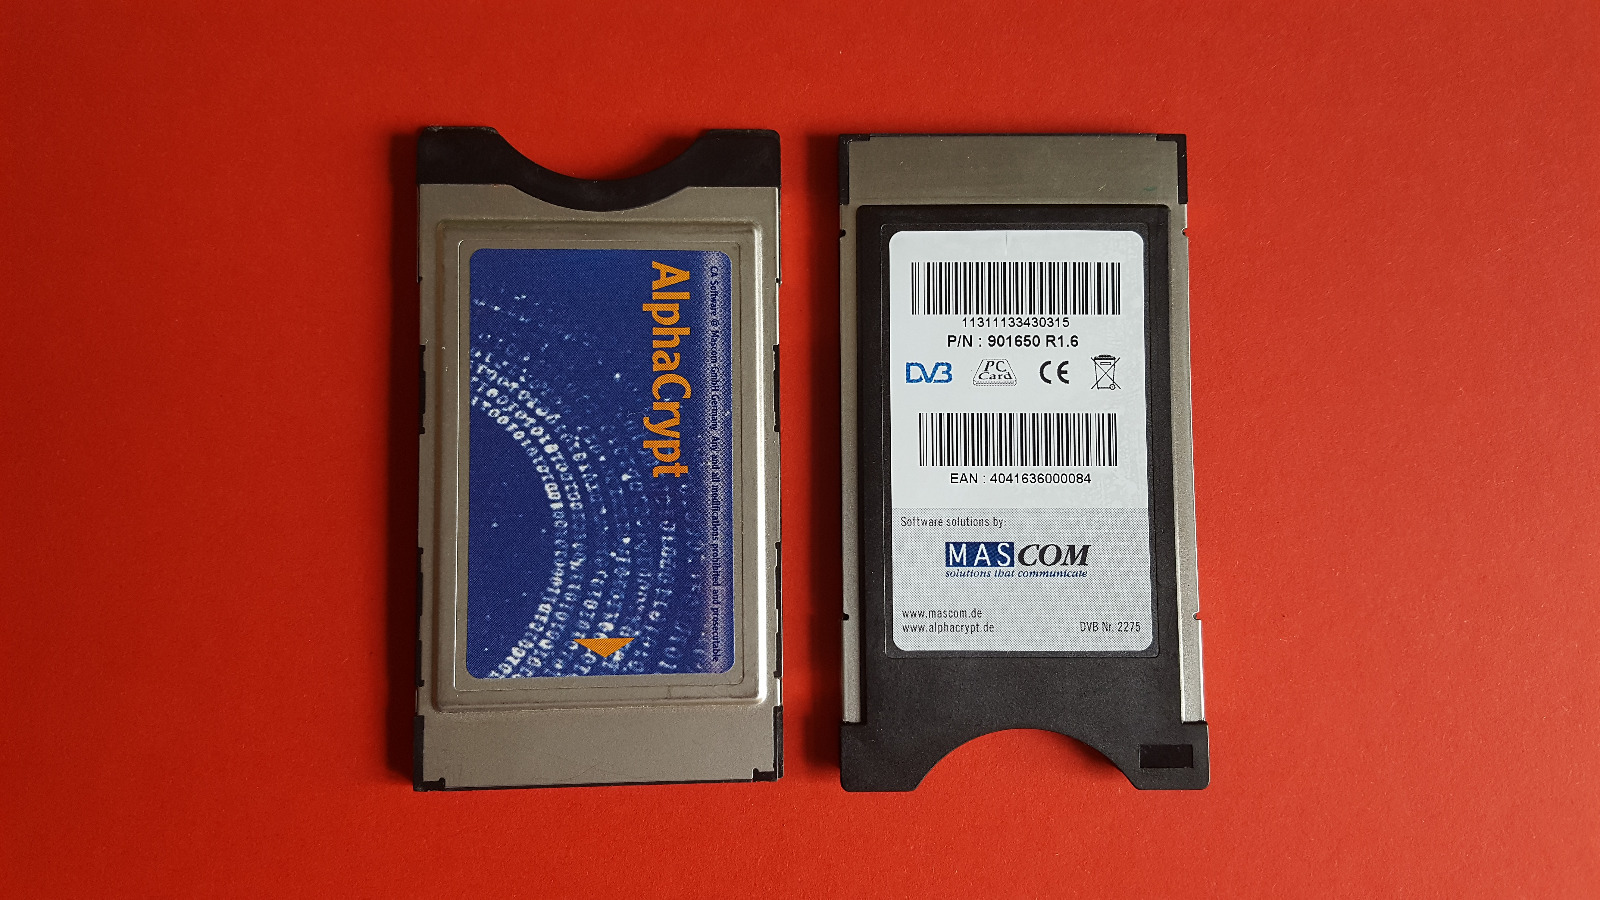 AlphaCrypt
11311133430315
P/N : 901650 R1.6
DVB PC Card CE
EAN : 4041636000084
Software solutions by:
MASCOM
solutions that communicate
www.mascom.de
www.alphacrypt.de DVB Nr. 2275